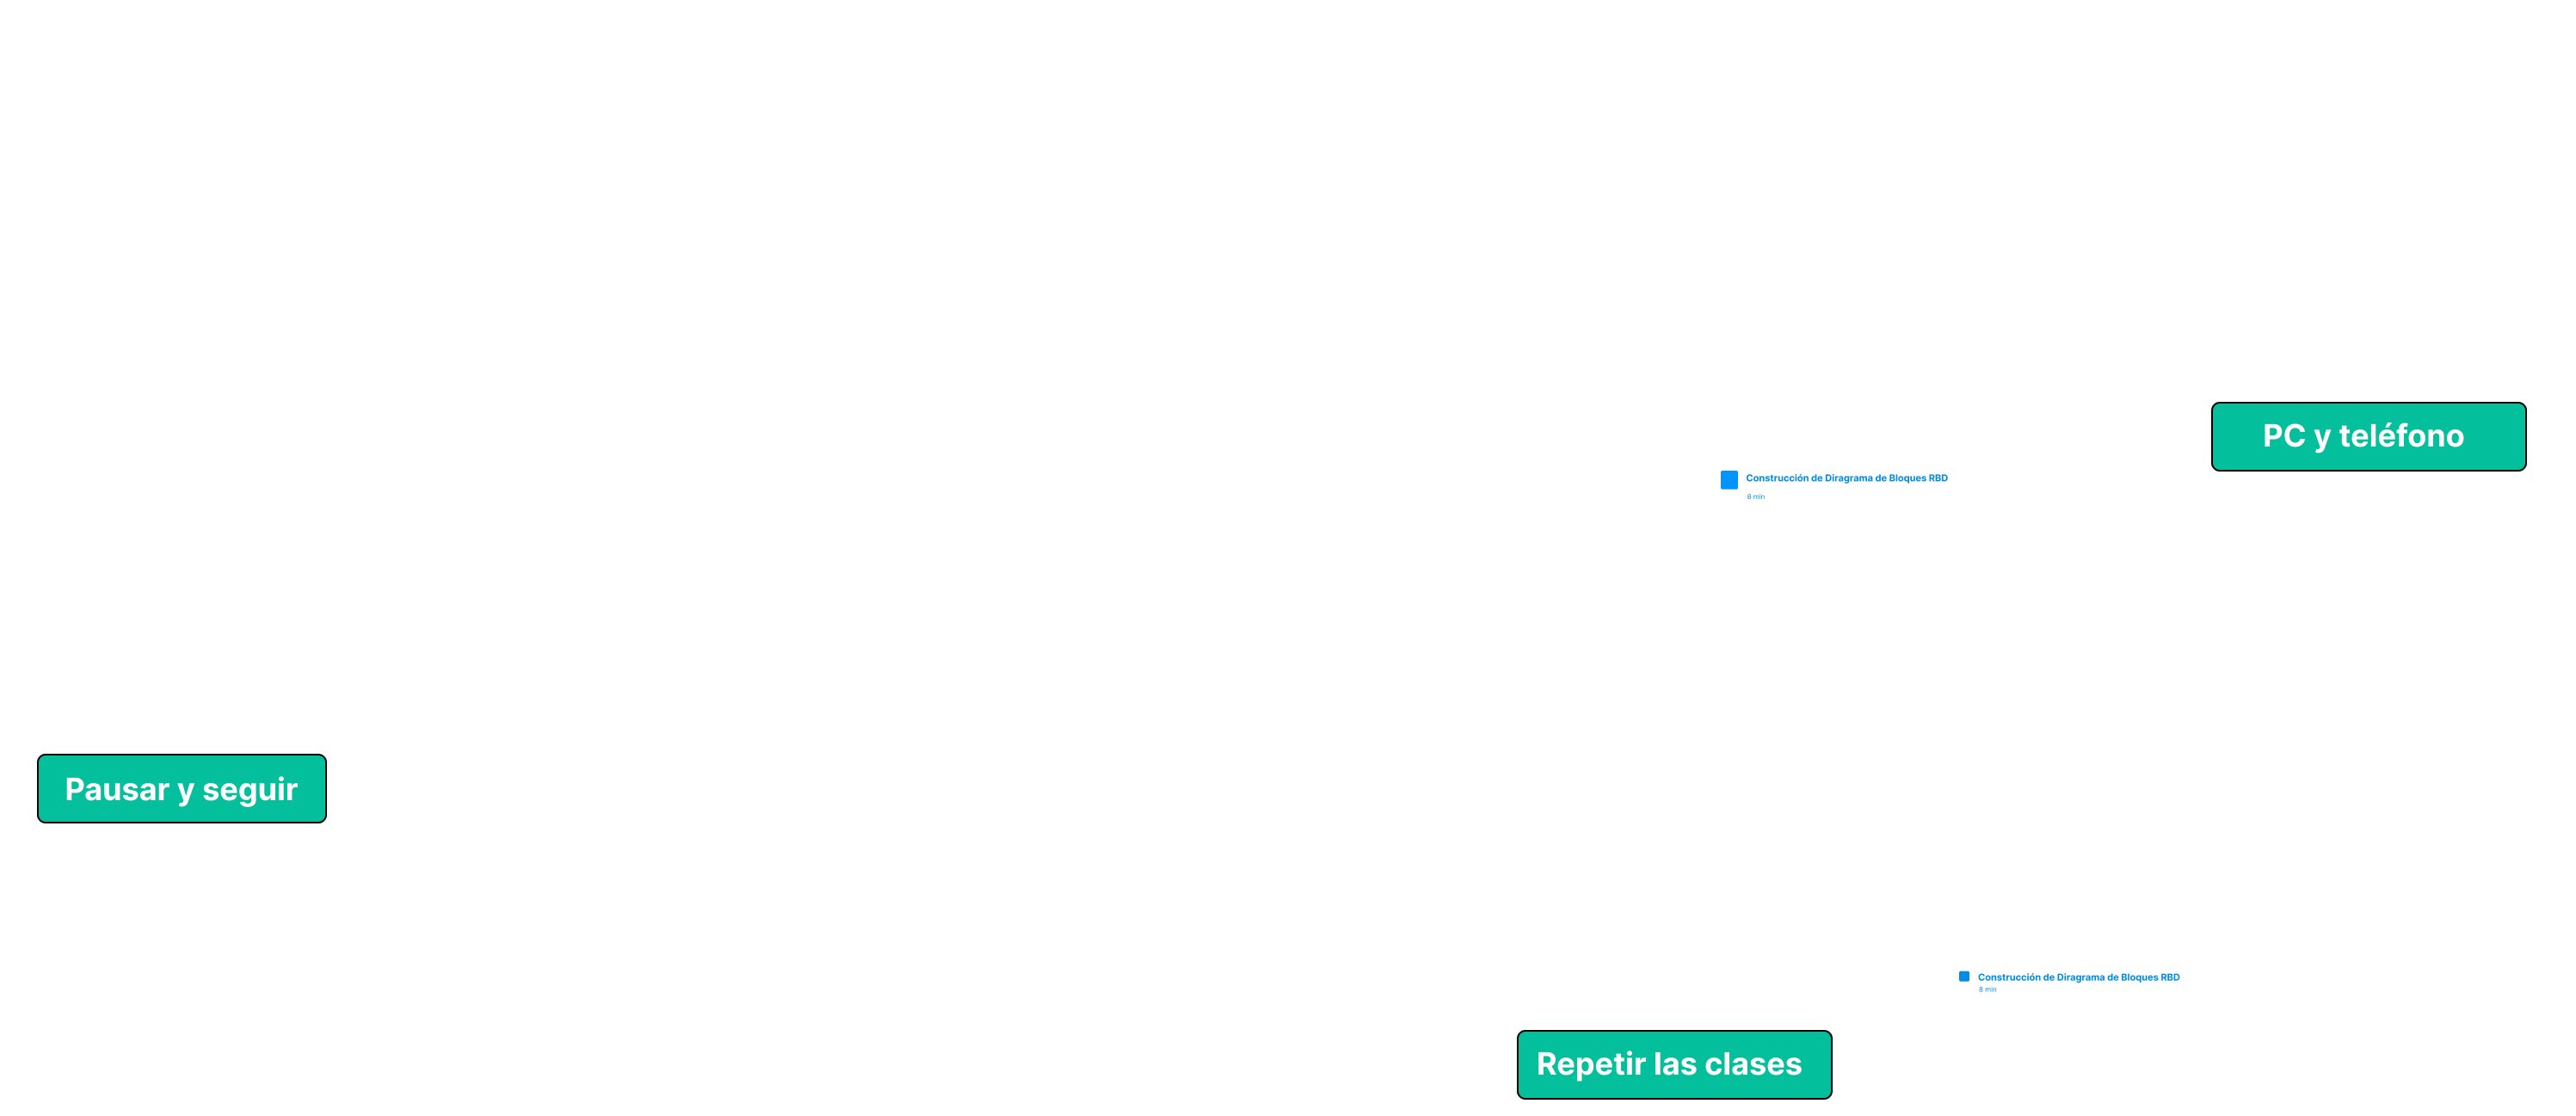 PC y teléfono
Construcción de Diragrama de Bloques RBD
8 min
Pausar y seguir
Construcción de Diragrama de Bloques RBD
8 min
Repetir las clases